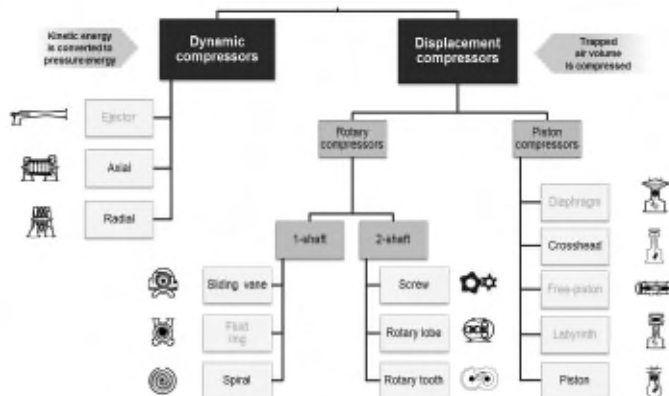 Kinetic energy
is converted to
pressure energy
Dynamic
compressors
Displacement
compressors
Trapped
air volume
is compressed
Ejector
Axial
Radial
Rotary
compressors
Piston
compressors
1-shaft
2-shaft
Sliding vane
Fluid
ring
Spiral
Screw
Rotary lobe
Rotary tooth
Diaphragm
Crosshead
Free-piston
Labyrinth
Piston